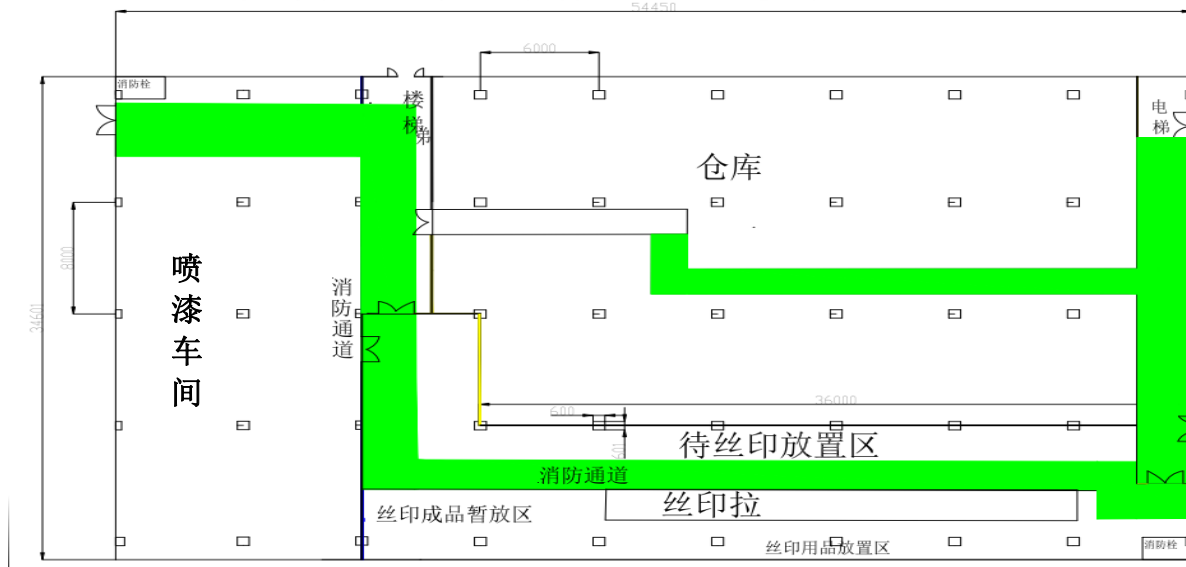 54450
6000
消防栓
楼梯
梯
电梯
仓库
8000
34601
喷漆车间
消防通道
36000
600
601
待丝印放置区
消防通道
丝印拉
丝印成品暂放区
丝印用品放置区
消防栓